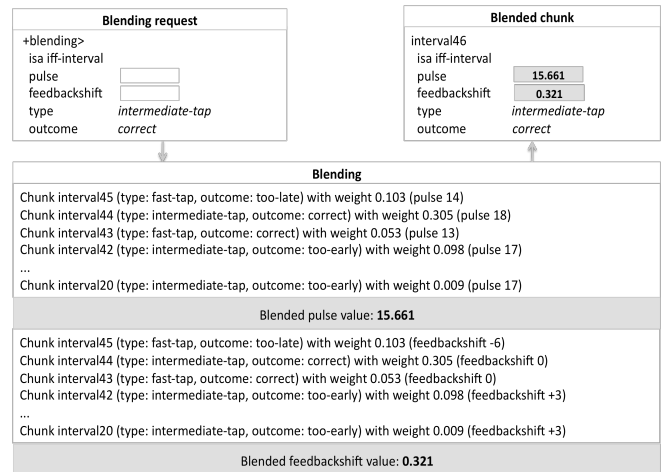 Blending request
+blending>
isa iff-interval
pulse
feedbackshift
type intermediate-tap
outcome correct
Blended chunk
interval46
isa iff-interval
pulse 15.661
feedbackshift 0.321
type intermediate-tap
outcome correct
Blending
Chunk interval45 (type: fast-tap, outcome: too-late) with weight 0.103 (pulse 14)
Chunk interval44 (type: intermediate-tap, outcome: correct) with weight 0.305 (pulse 18)
Chunk interval43 (type: fast-tap, outcome: correct) with weight 0.053 (pulse 13)
Chunk interval42 (type: intermediate-tap, outcome: too-early) with weight 0.098 (pulse 17)
...
Chunk interval20 (type: intermediate-tap, outcome: too-early) with weight 0.009 (pulse 17)
Blended pulse value: 15.661
Chunk interval45 (type: fast-tap, outcome: too-late) with weight 0.103 (feedbackshift -6)
Chunk interval44 (type: intermediate-tap, outcome: correct) with weight 0.305 (feedbackshift 0)
Chunk interval43 (type: fast-tap, outcome: correct) with weight 0.053 (feedbackshift 0)
Chunk interval42 (type: intermediate-tap, outcome: too-early) with weight 0.098 (feedbackshift +3)
...
Chunk interval20 (type: intermediate-tap, outcome: too-early) with weight 0.009 (feedbackshift +3)
Blended feedbackshift value: 0.321